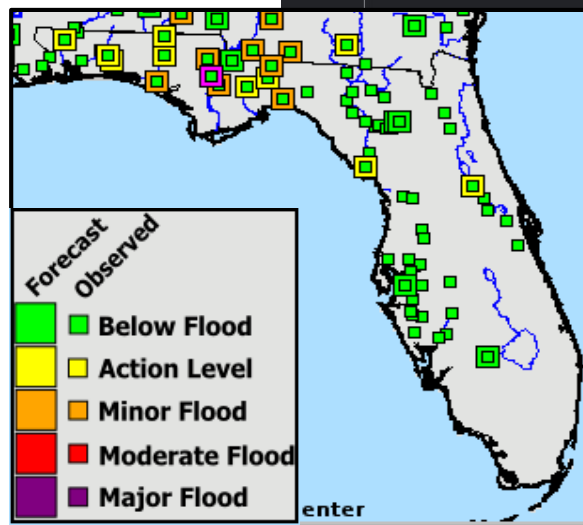 Forecast
Observed
Below Flood
Action Level
Minor Flood
Moderate Flood
Major Flood
enter